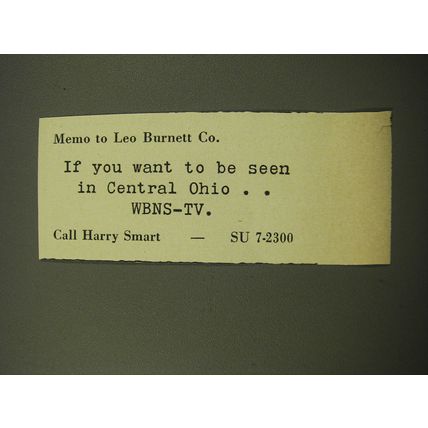 Memo to Leo Burnett Co.
If you want to be seen
in Central Ohio . .
WBNS-TV.
Call Harry Smart — SU 7-2300